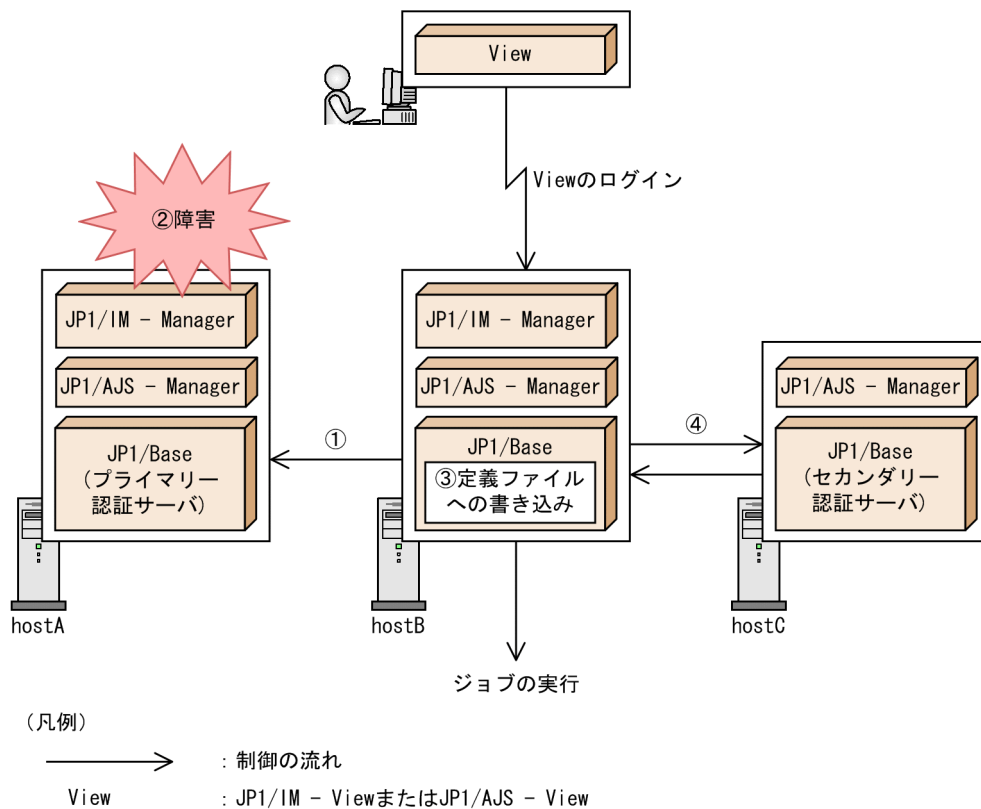 View
Viewのログイン
②障害
JP1/IM - Manager
JP1/AJS - Manager
JP1/Base
(プライマリー
認証サーバ)
hostA
①
JP1/IM - Manager
JP1/AJS - Manager
JP1/Base
③定義ファイル
への書き込み
hostB
④
JP1/AJS - Manager
JP1/Base
(セカンダリー
認証サーバ)
hostC
ジョブの実行
(凡例)
：制御の流れ
View ：JP1/IM - ViewまたはJP1/AJS - View